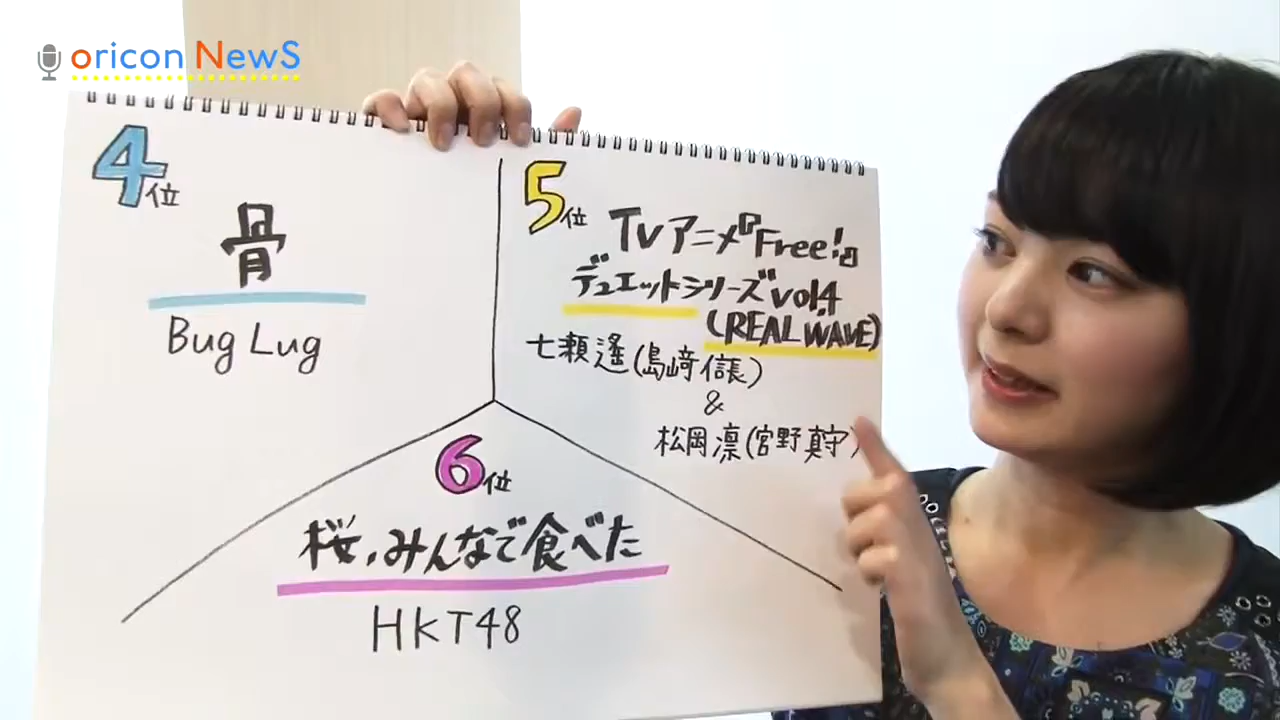 oricon NewS
4位
骨
Bug Lug
5位
TVアニメ『Free!』
デュエットシリーズvol.4
(REAL WAVE)
七瀬遙(島﨑信長)
&
松岡凛(宮野真守)
6位
桜、みんなで食べた
HKT48